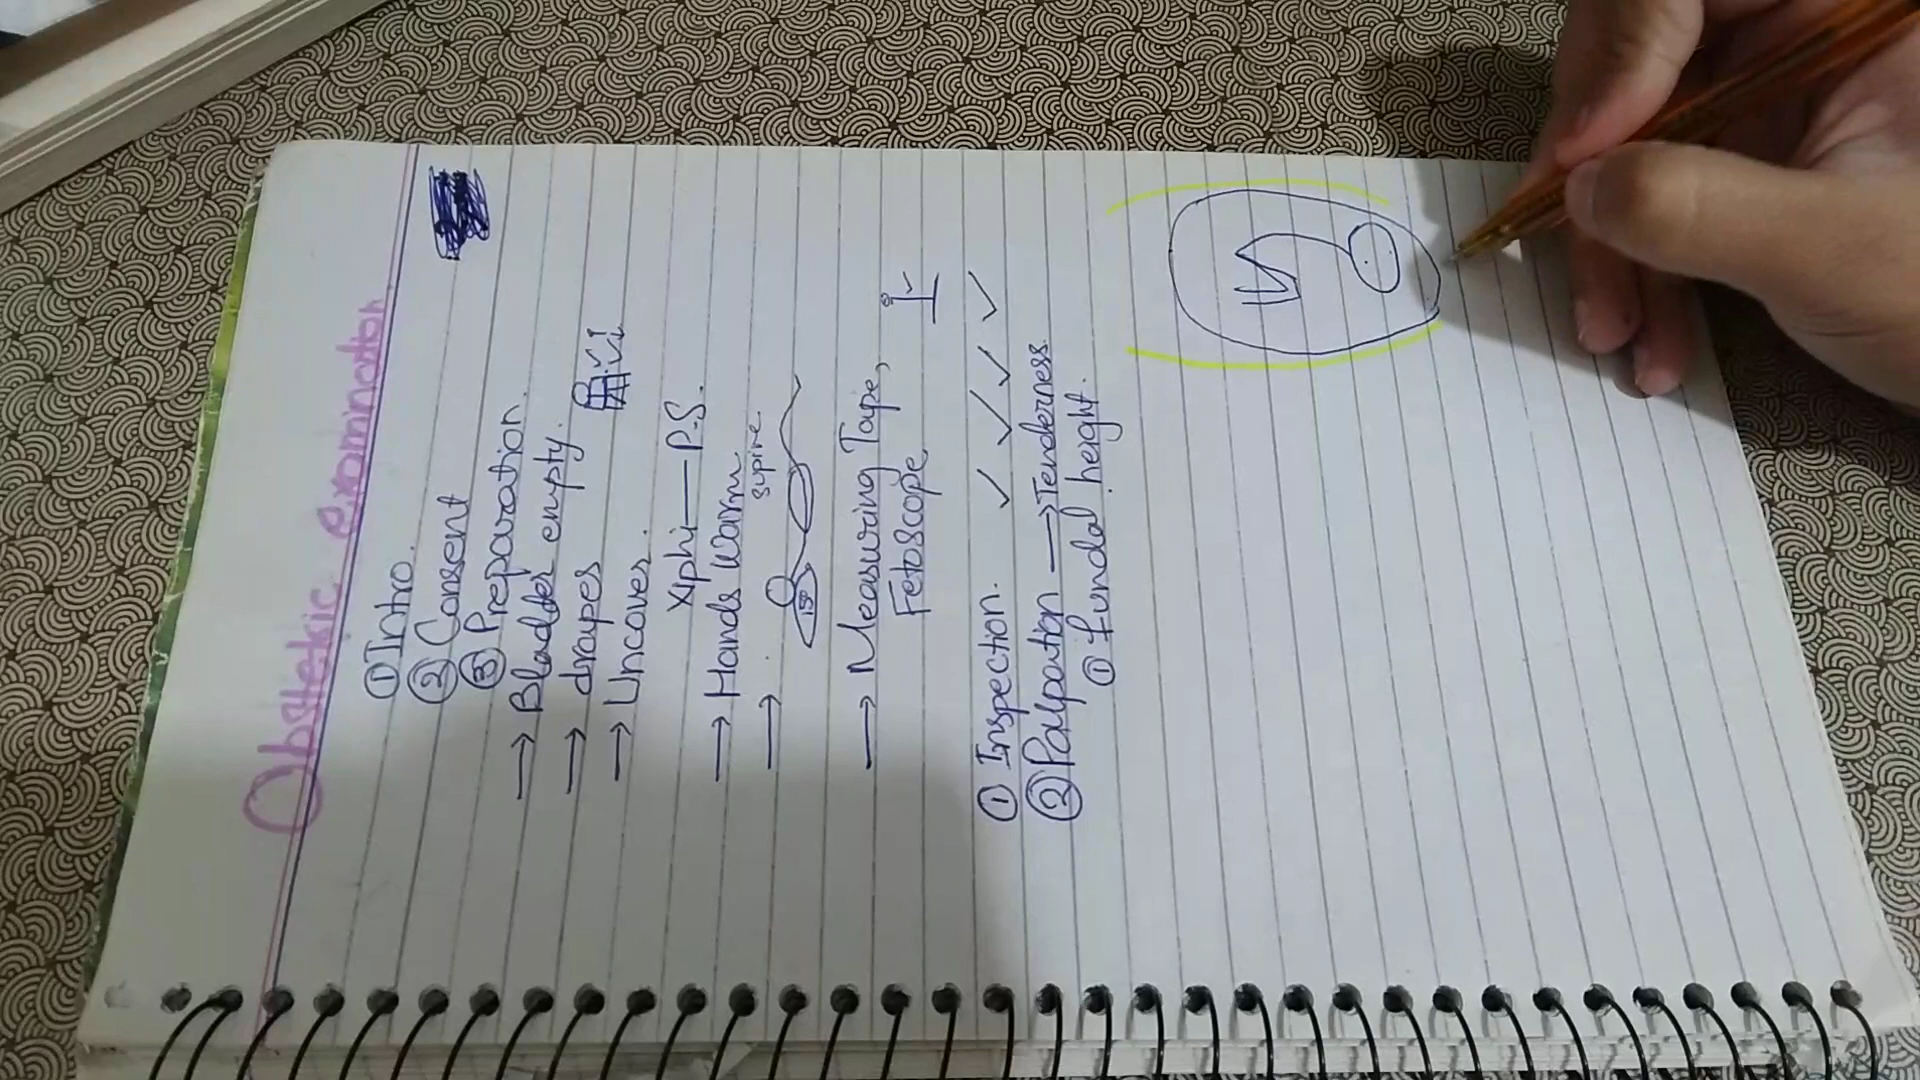 Obstetric Examination.
① Intro.
② Consent
③ Preparation.
→ Bladder empty.
→ drapes
→ Uncover.
Xiphi — P.S.
→ Hands Warm
→ supine
15°
→ Measuring Tape,
Fetoscope
① Inspection. ✓ ✓ ✓ ✓
② Palpation → Tenderness.
① Fundal height.